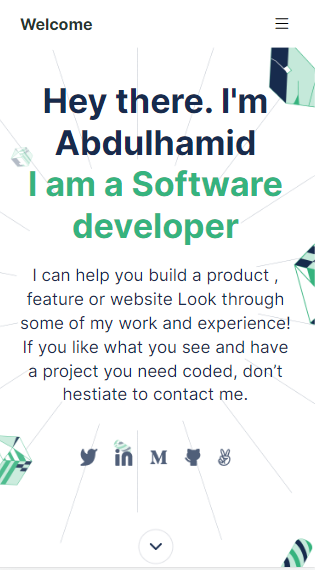 Welcome
Hey there. I'm
Abdulhamid
I am a Software
developer
I can help you build a product ,
feature or website Look through
some of my work and experience!
If you like what you see and have
a project you need coded, don't
hestiate to contact me.